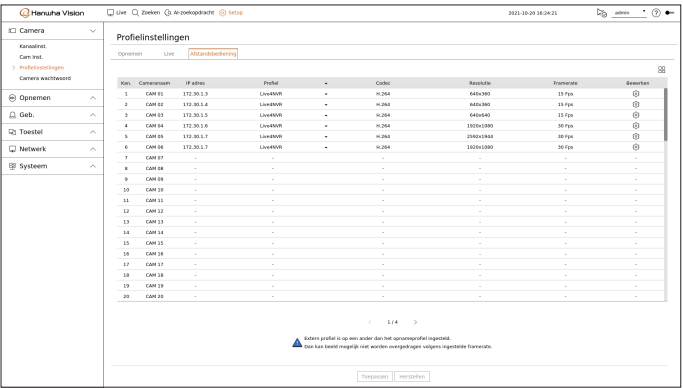 Hanwha Vision
Live Zoeken AI-zoekopdracht Setup
2021-10-20 18:24:21
admin
Camera
Kanaalinst.
Cam Inst.
Profielinstellingen
Camera wachtwoord
Opnemen
Geb.
Toestel
Netwerk
Systeem
Profielinstellingen
Opnemen Live Afstandsbediening
Kan. Cameranaam IP adres Profiel Codec Resolutie Framerate Bewerken
1 CAM 01 172.30.1.3 Live4NVR H.264 640x360 15 Fps
2 CAM 02 172.30.1.4 Live4NVR H.264 640x360 15 Fps
3 CAM 03 172.30.1.5 Live4NVR H.264 640x640 15 Fps
4 CAM 04 172.30.1.6 Live4NVR H.264 1920x1080 30 Fps
5 CAM 05 172.30.1.7 Live4NVR H.264 2592x1944 30 Fps
6 CAM 06 172.30.1.7 Live4NVR H.264 1920x1080 30 Fps
7 CAM 07 - - - - -
8 CAM 08 - - - - -
9 CAM 09 - - - - -
10 CAM 10 - - - - -
11 CAM 11 - - - - -
12 CAM 12 - - - - -
13 CAM 13 - - - - -
14 CAM 14 - - - - -
15 CAM 15 - - - - -
16 CAM 16 - - - - -
17 CAM 17 - - - - -
18 CAM 18 - - - - -
19 CAM 19 - - - - -
20 CAM 20 - - - - -
< 1 / 4 >
Extern profiel is op een ander dan het opnameprofiel ingesteld.
Dan kan beeld mogelijk niet worden overgedragen volgens ingestelde framerate.
Toepassen Herstellen